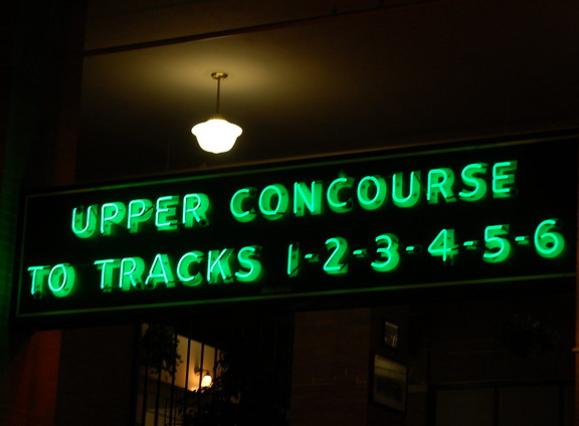 UPPER CONCOURSE
TO TRACKS 1-2-3-4-5-6